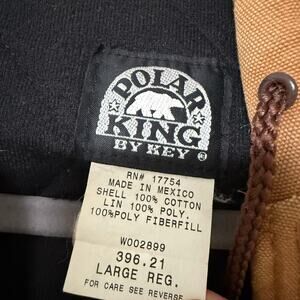 POLAR
KING
BY KEY ®
RN# 17754
MADE IN MEXICO
SHELL 100% COTTON
LIN 100% POLY.
100%POLY FIBERFILL
W002899
396.21
LARGE REG.
FOR CARE SEE REVERSE